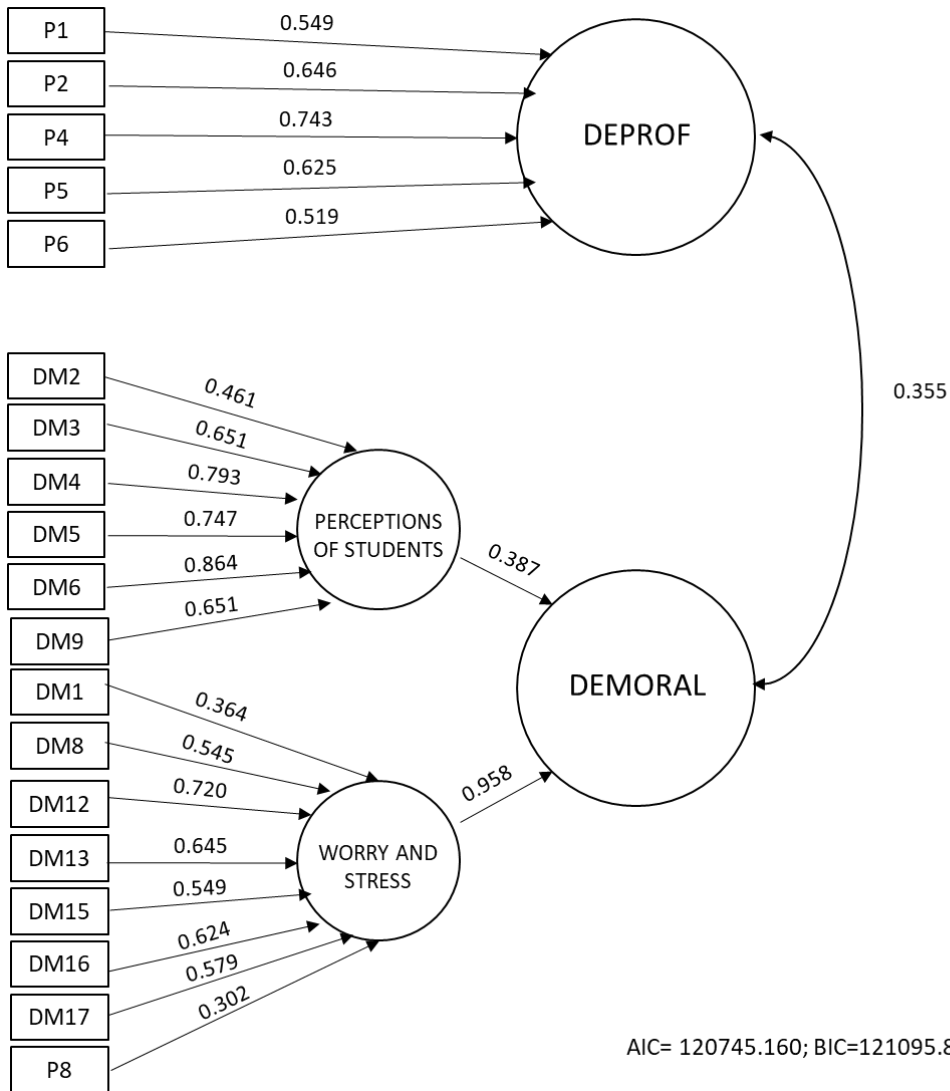 P1
0.549
P2
0.646
P4
0.743
DEPROF
P5
0.625
P6
0.519
0.355
DM2
0.461
DM3
0.651
DM4
0.793
DM5
0.747
DM6
0.864
DM9
0.651
PERCEPTIONS
OF STUDENTS
0.387
DEMORAL
DM1
0.364
DM8
0.545
DM12
0.720
DM13
0.645
DM15
0.549
DM16
0.624
DM17
0.579
P8
0.302
WORRY AND
STRESS
0.958
AIC= 120745.160; BIC=121095.8